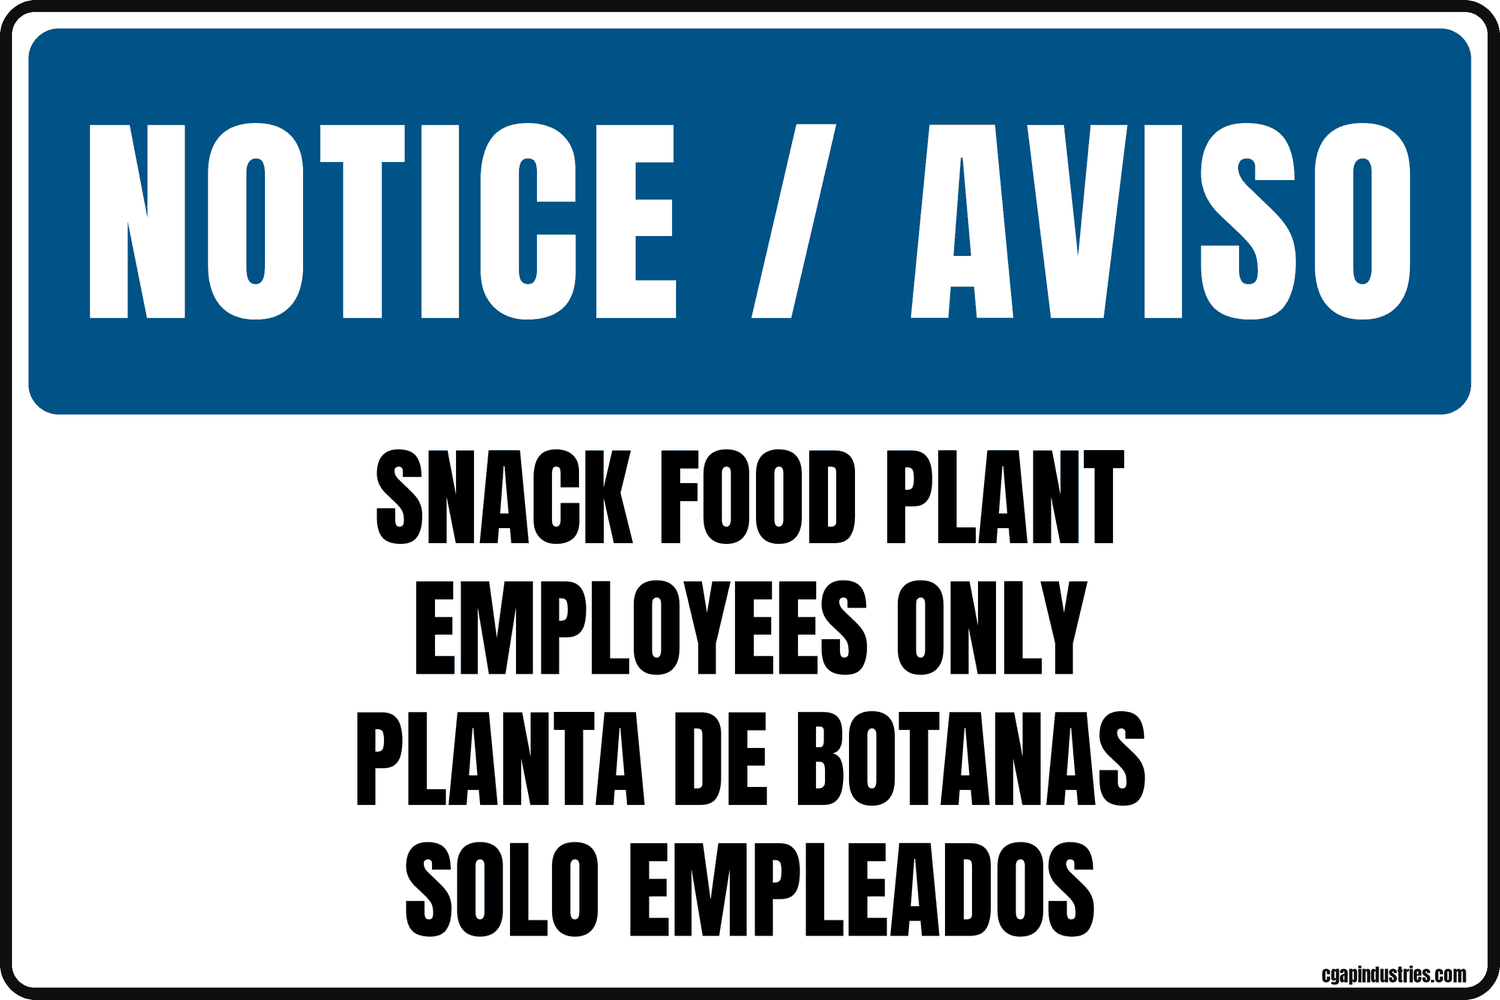 NOTICE / AVISO
SNACK FOOD PLANT
EMPLOYEES ONLY
PLANTA DE BOTANAS
SOLO EMPLEADOS
cgapindustries.com